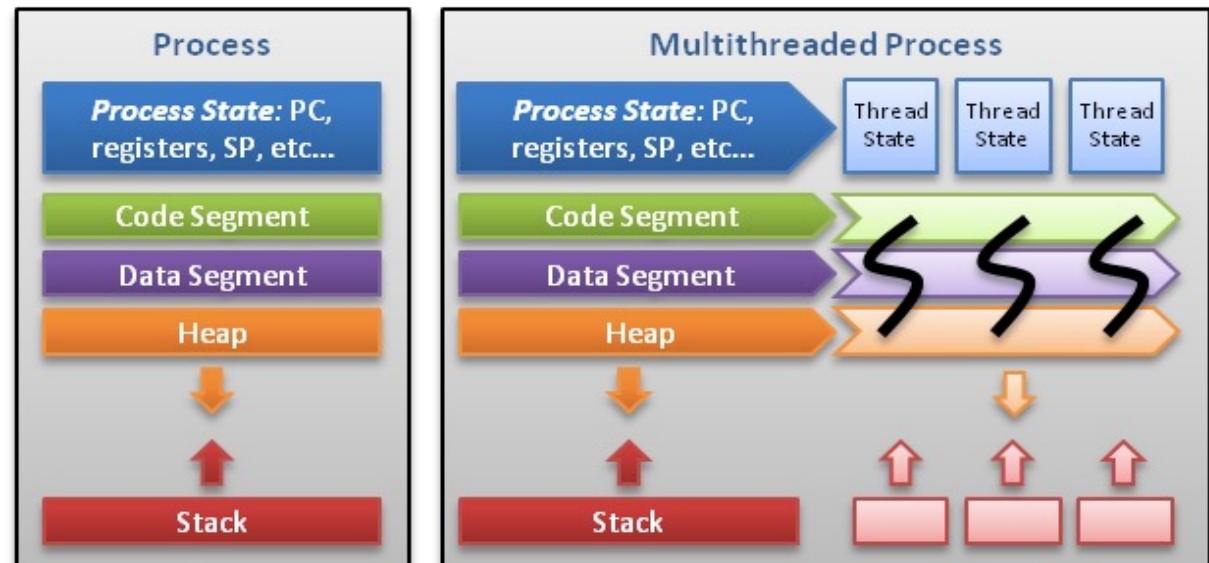 Process
Process State: PC,
registers, SP, etc...
Code Segment
Data Segment
Heap
Stack
Multithreaded Process
Process State: PC,
registers, SP, etc...
Thread
State
Thread
State
Thread
State
Code Segment
Data Segment
Heap
Stack